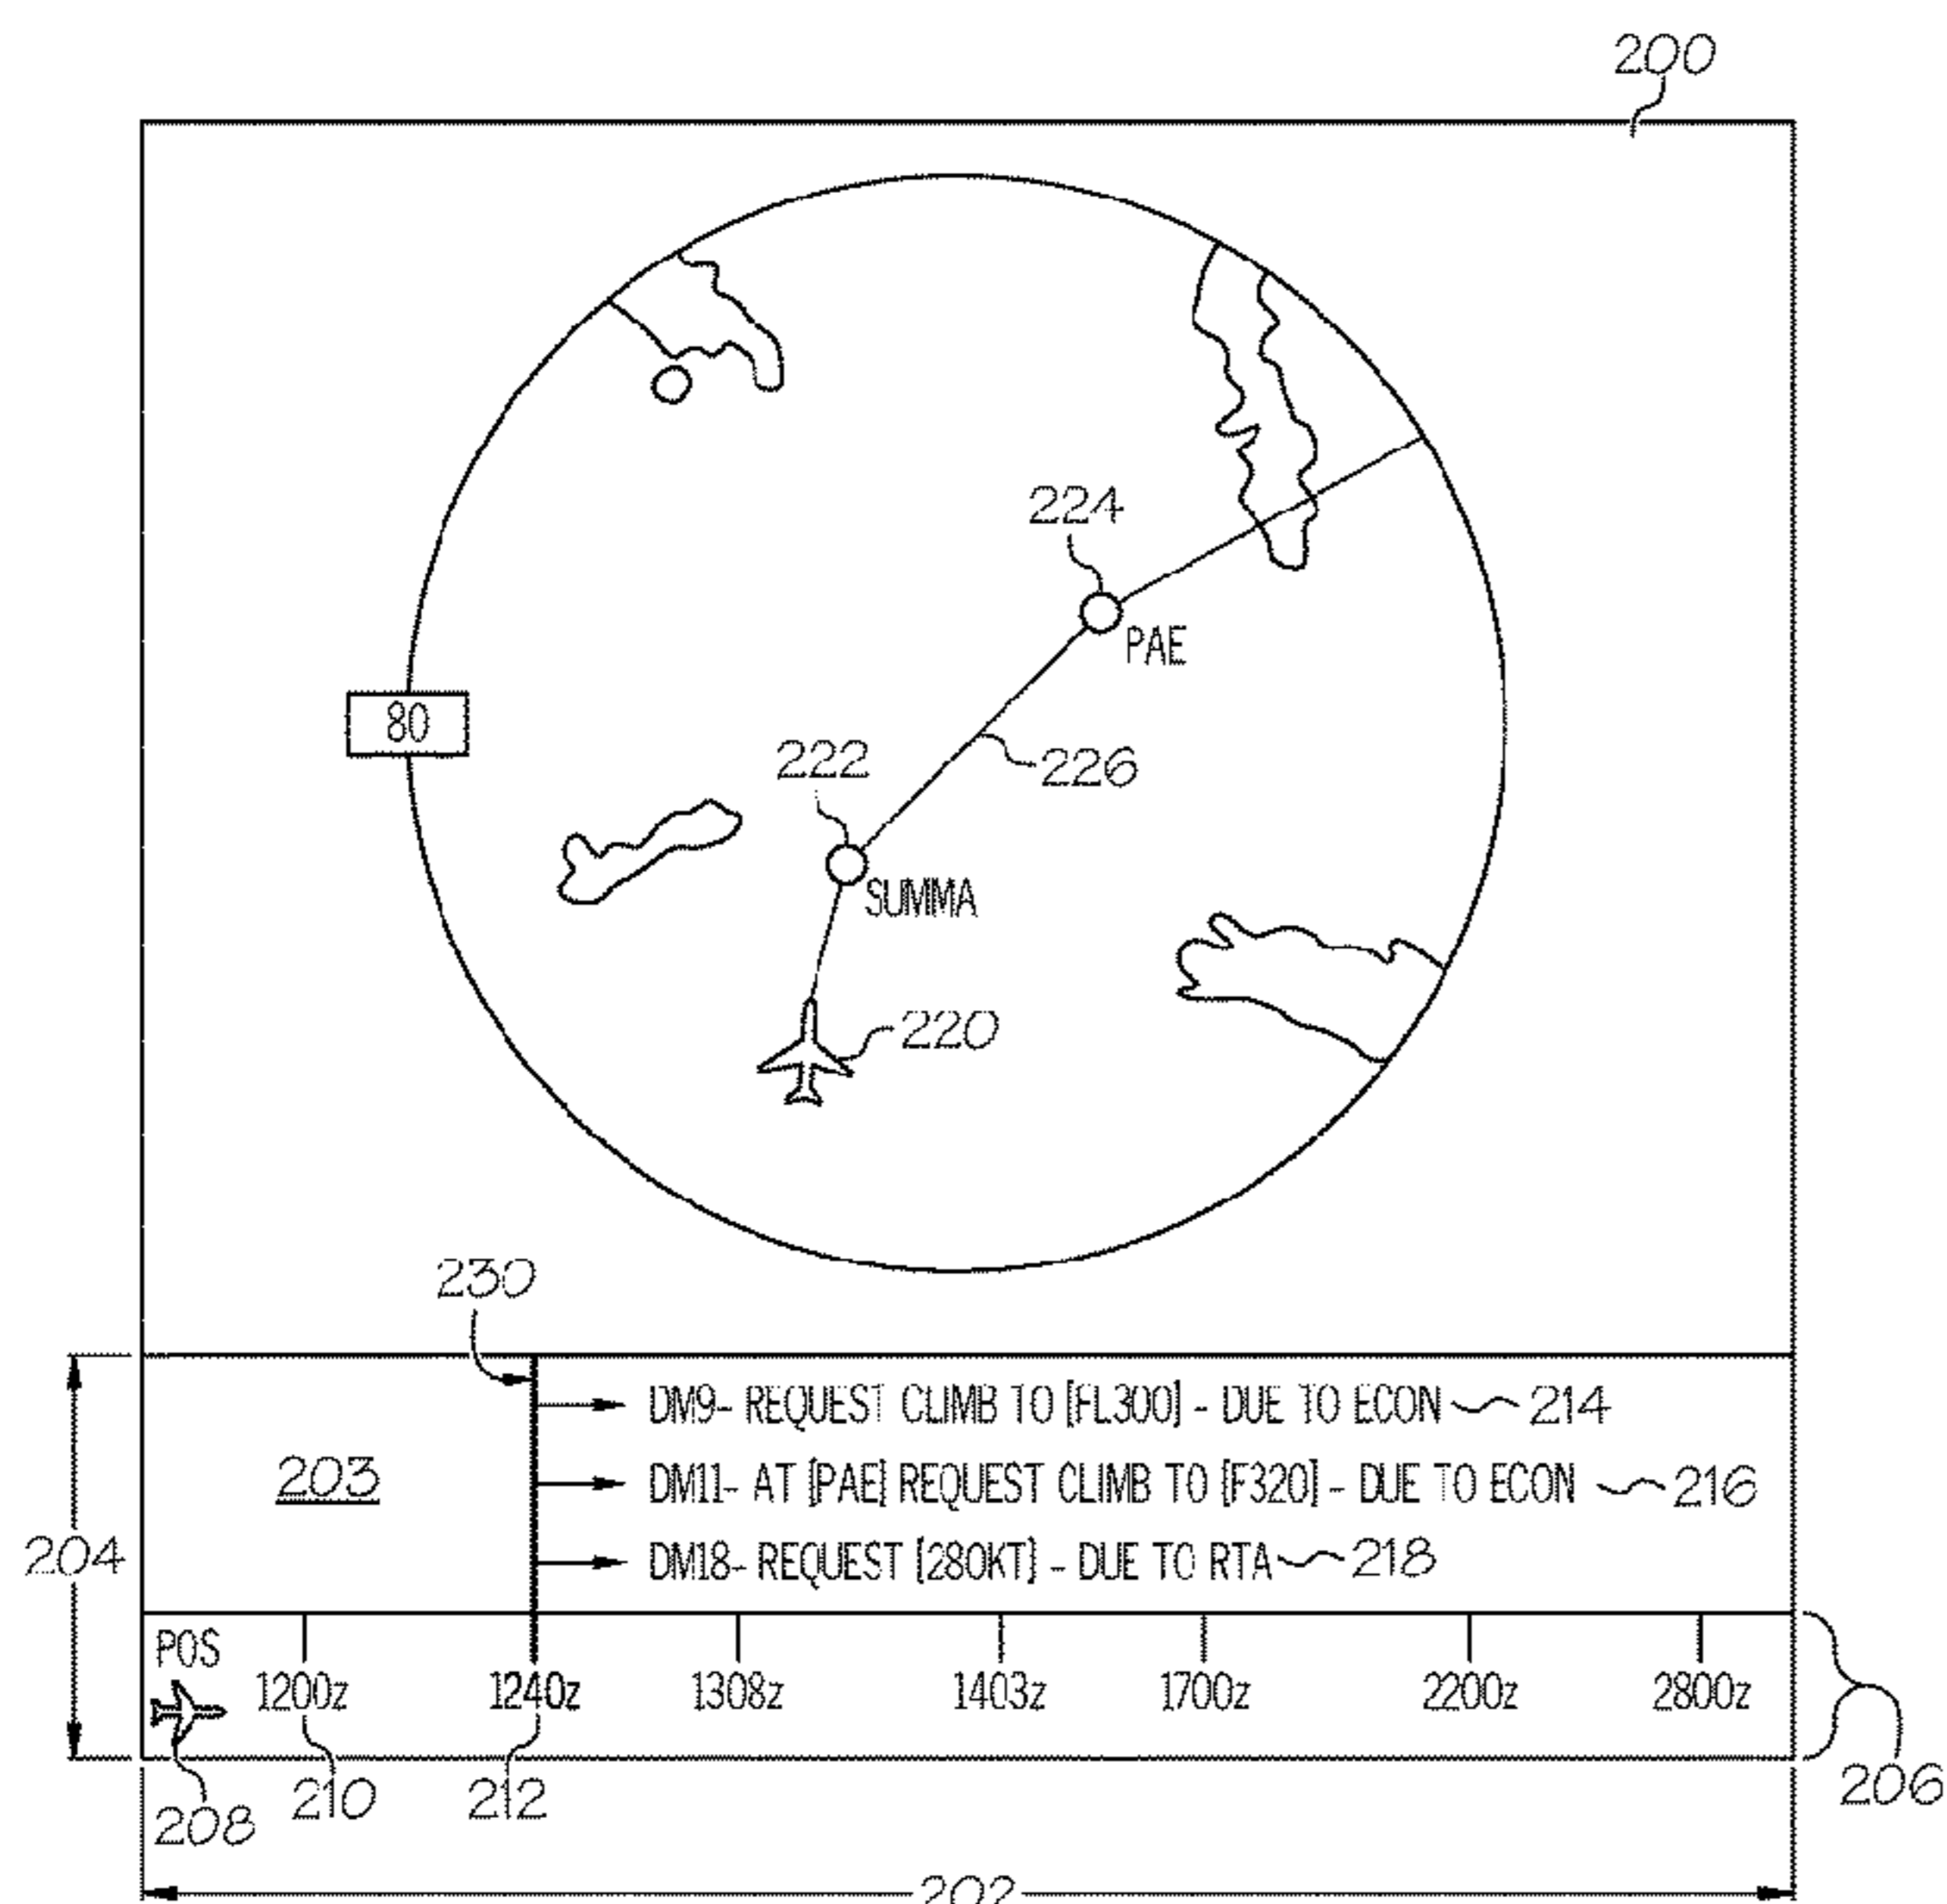 200
224
PAE
80
222
226
SUMMA
220
230
DM9- REQUEST CLIMB TO [FL300] - DUE TO ECON 214
203
DM11- AT [PAE] REQUEST CLIMB TO [F320] - DUE TO ECON 216
204
DM18- REQUEST [280KT] - DUE TO RTA 218
POS
1200z 1240z 1308z 1403z 1700z 2200z 2800z
208 210 212 206
202